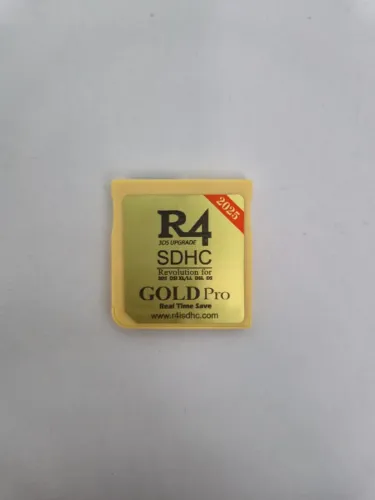 2025
R4
3DS UPGRADE
SDHC
Revolution for
GOLD Pro
Real Time Save
www.r4isdhc.com